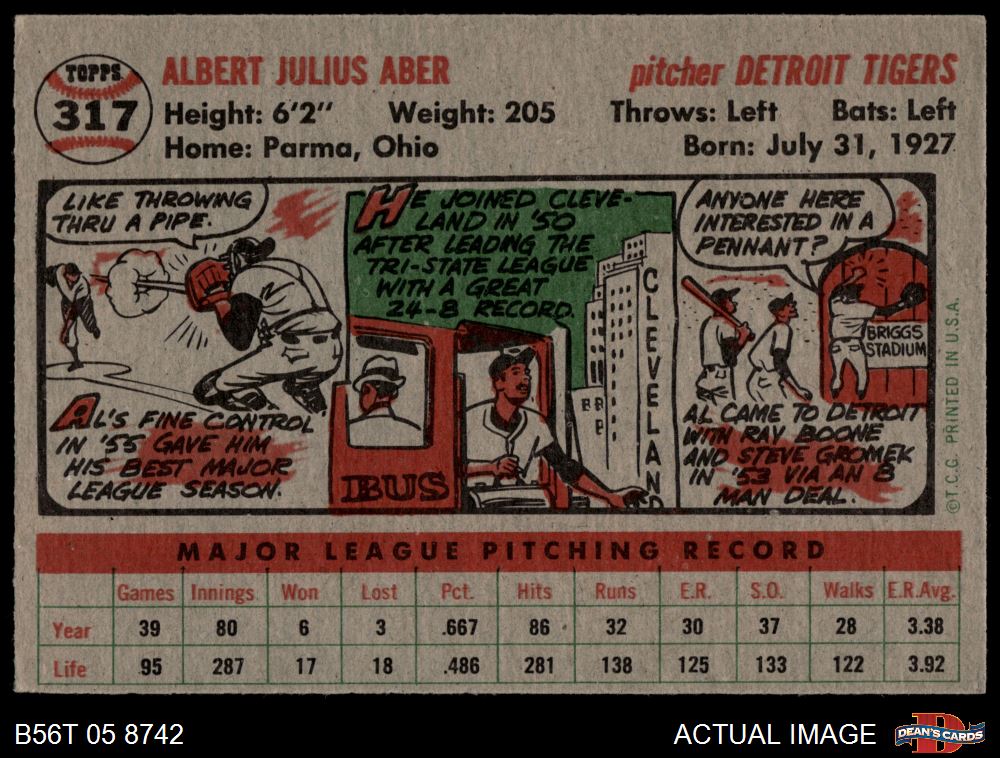 TOPPS
317
ALBERT JULIUS ABER
pitcher DETROIT TIGERS
Height: 6'2" Weight: 205 Throws: Left Bats: Left
Home: Parma, Ohio Born: July 31, 1927
LIKE THROWING
THRU A PIPE.
AL'S FINE CONTROL
IN '55 GAVE HIM
HIS BEST MAJOR
LEAGUE SEASON.
HE JOINED CLEVE-
LAND IN '50
AFTER LEADING THE
TRI-STATE LEAGUE
WITH A GREAT
24-8 RECORD.
CLEVELAND
BUS
ANYONE HERE
INTERESTED IN A
PENNANT?
BRIGGS
STADIUM
AL CAME TO DETROIT
WITH RAY BOONE
AND STEVE GROMEK
IN '53 VIA AN 8
MAN DEAL.
©T.C.G. PRINTED IN U.S.A.
MAJOR LEAGUE PITCHING RECORD
Games Innings Won Lost Pct. Hits Runs E.R. S.O. Walks E.R.Avg.
Year 39 80 6 3 .667 86 32 30 37 28 3.38
Life 95 287 17 18 .486 281 138 125 133 122 3.92
B56T 05 8742
ACTUAL IMAGE
DEAN'S CARDS